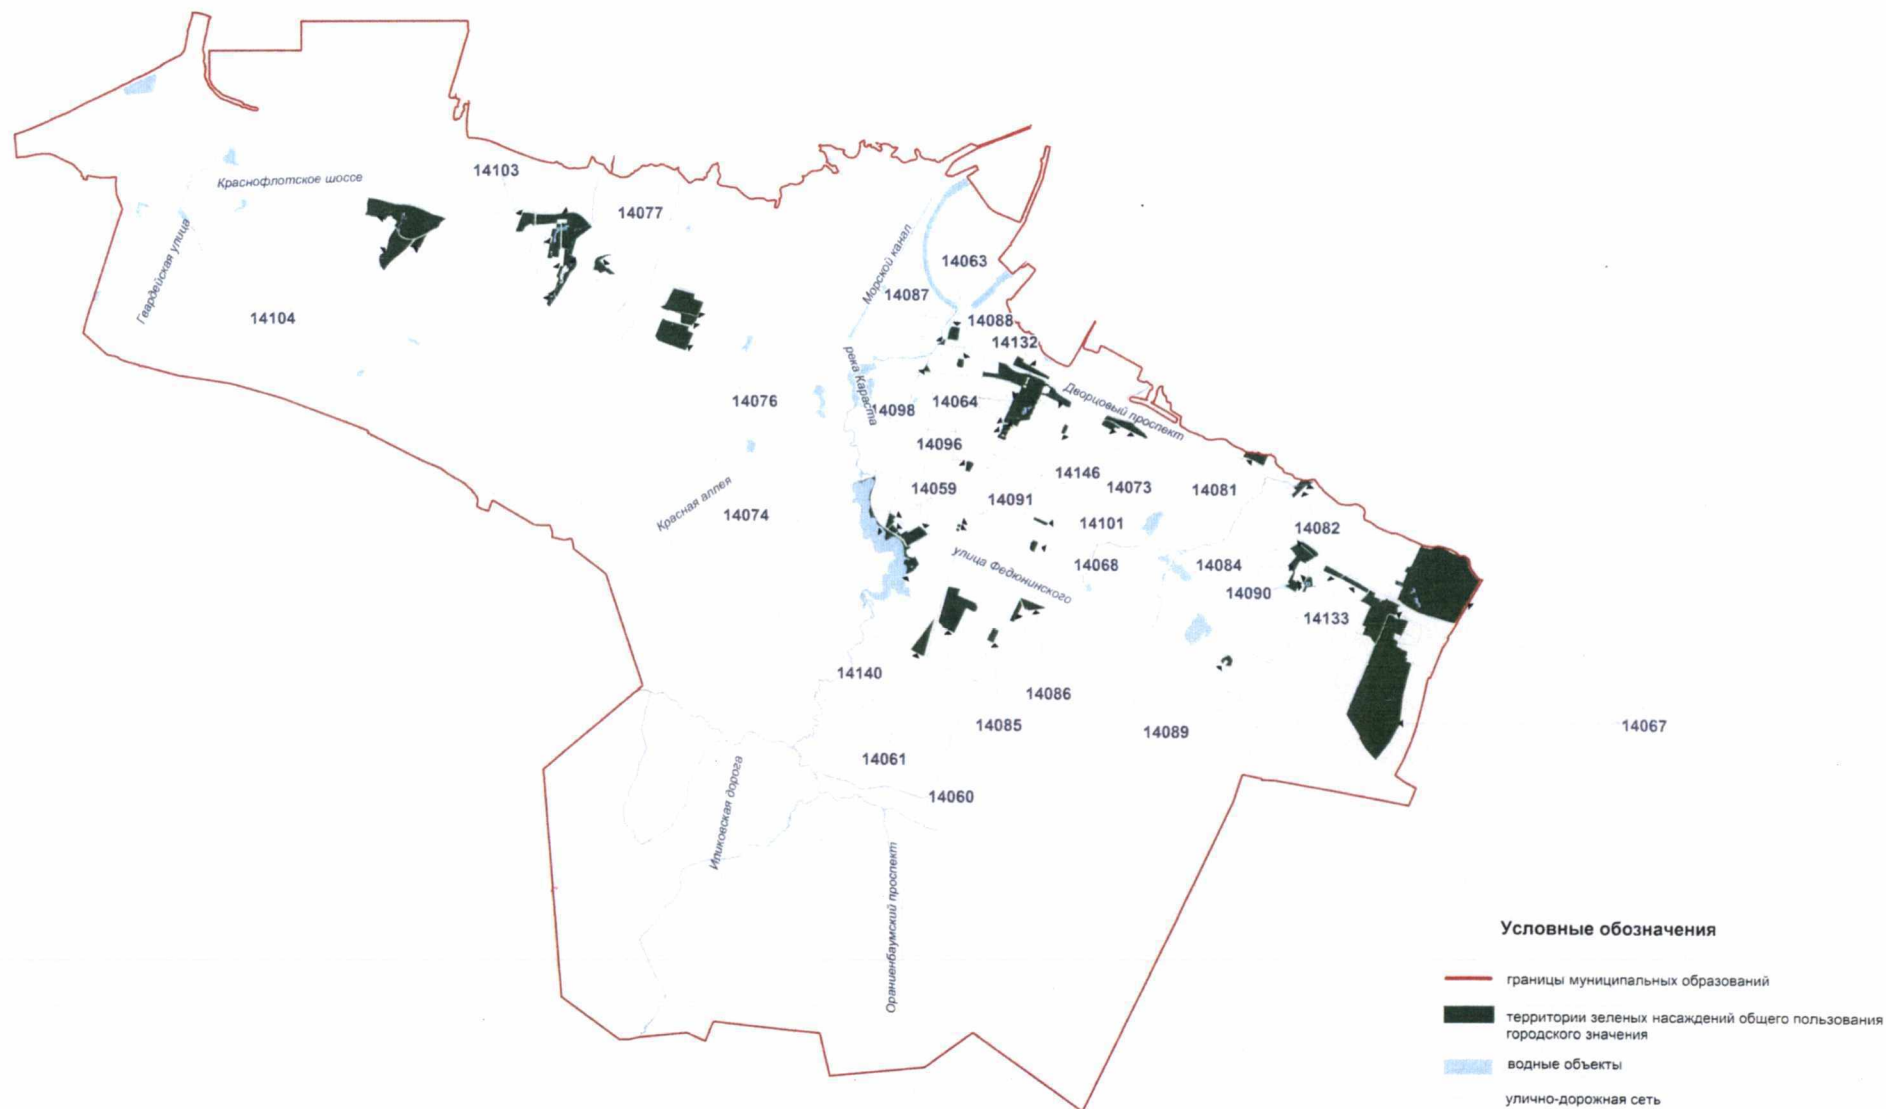 14103
Краснофлотское шоссе
14077
Гвардейская улица
Морской канал
14063
14087
14104
14088
14132
река Караста
14076
14098
14064
Дворцовый проспект
14096
14146
14059
14073
14081
14091
Красная аллея
14074
14101
14082
улица Федюнинского
14068
14084
14090
14133
14140
14086
14085
14089
14067
14061
Иликовская дорога
14060
Ораниенбаумский проспект
Условные обозначения
границы муниципальных образований
территории зеленых насаждений общего пользования
городского значения
водные объекты
улично-дорожная сеть